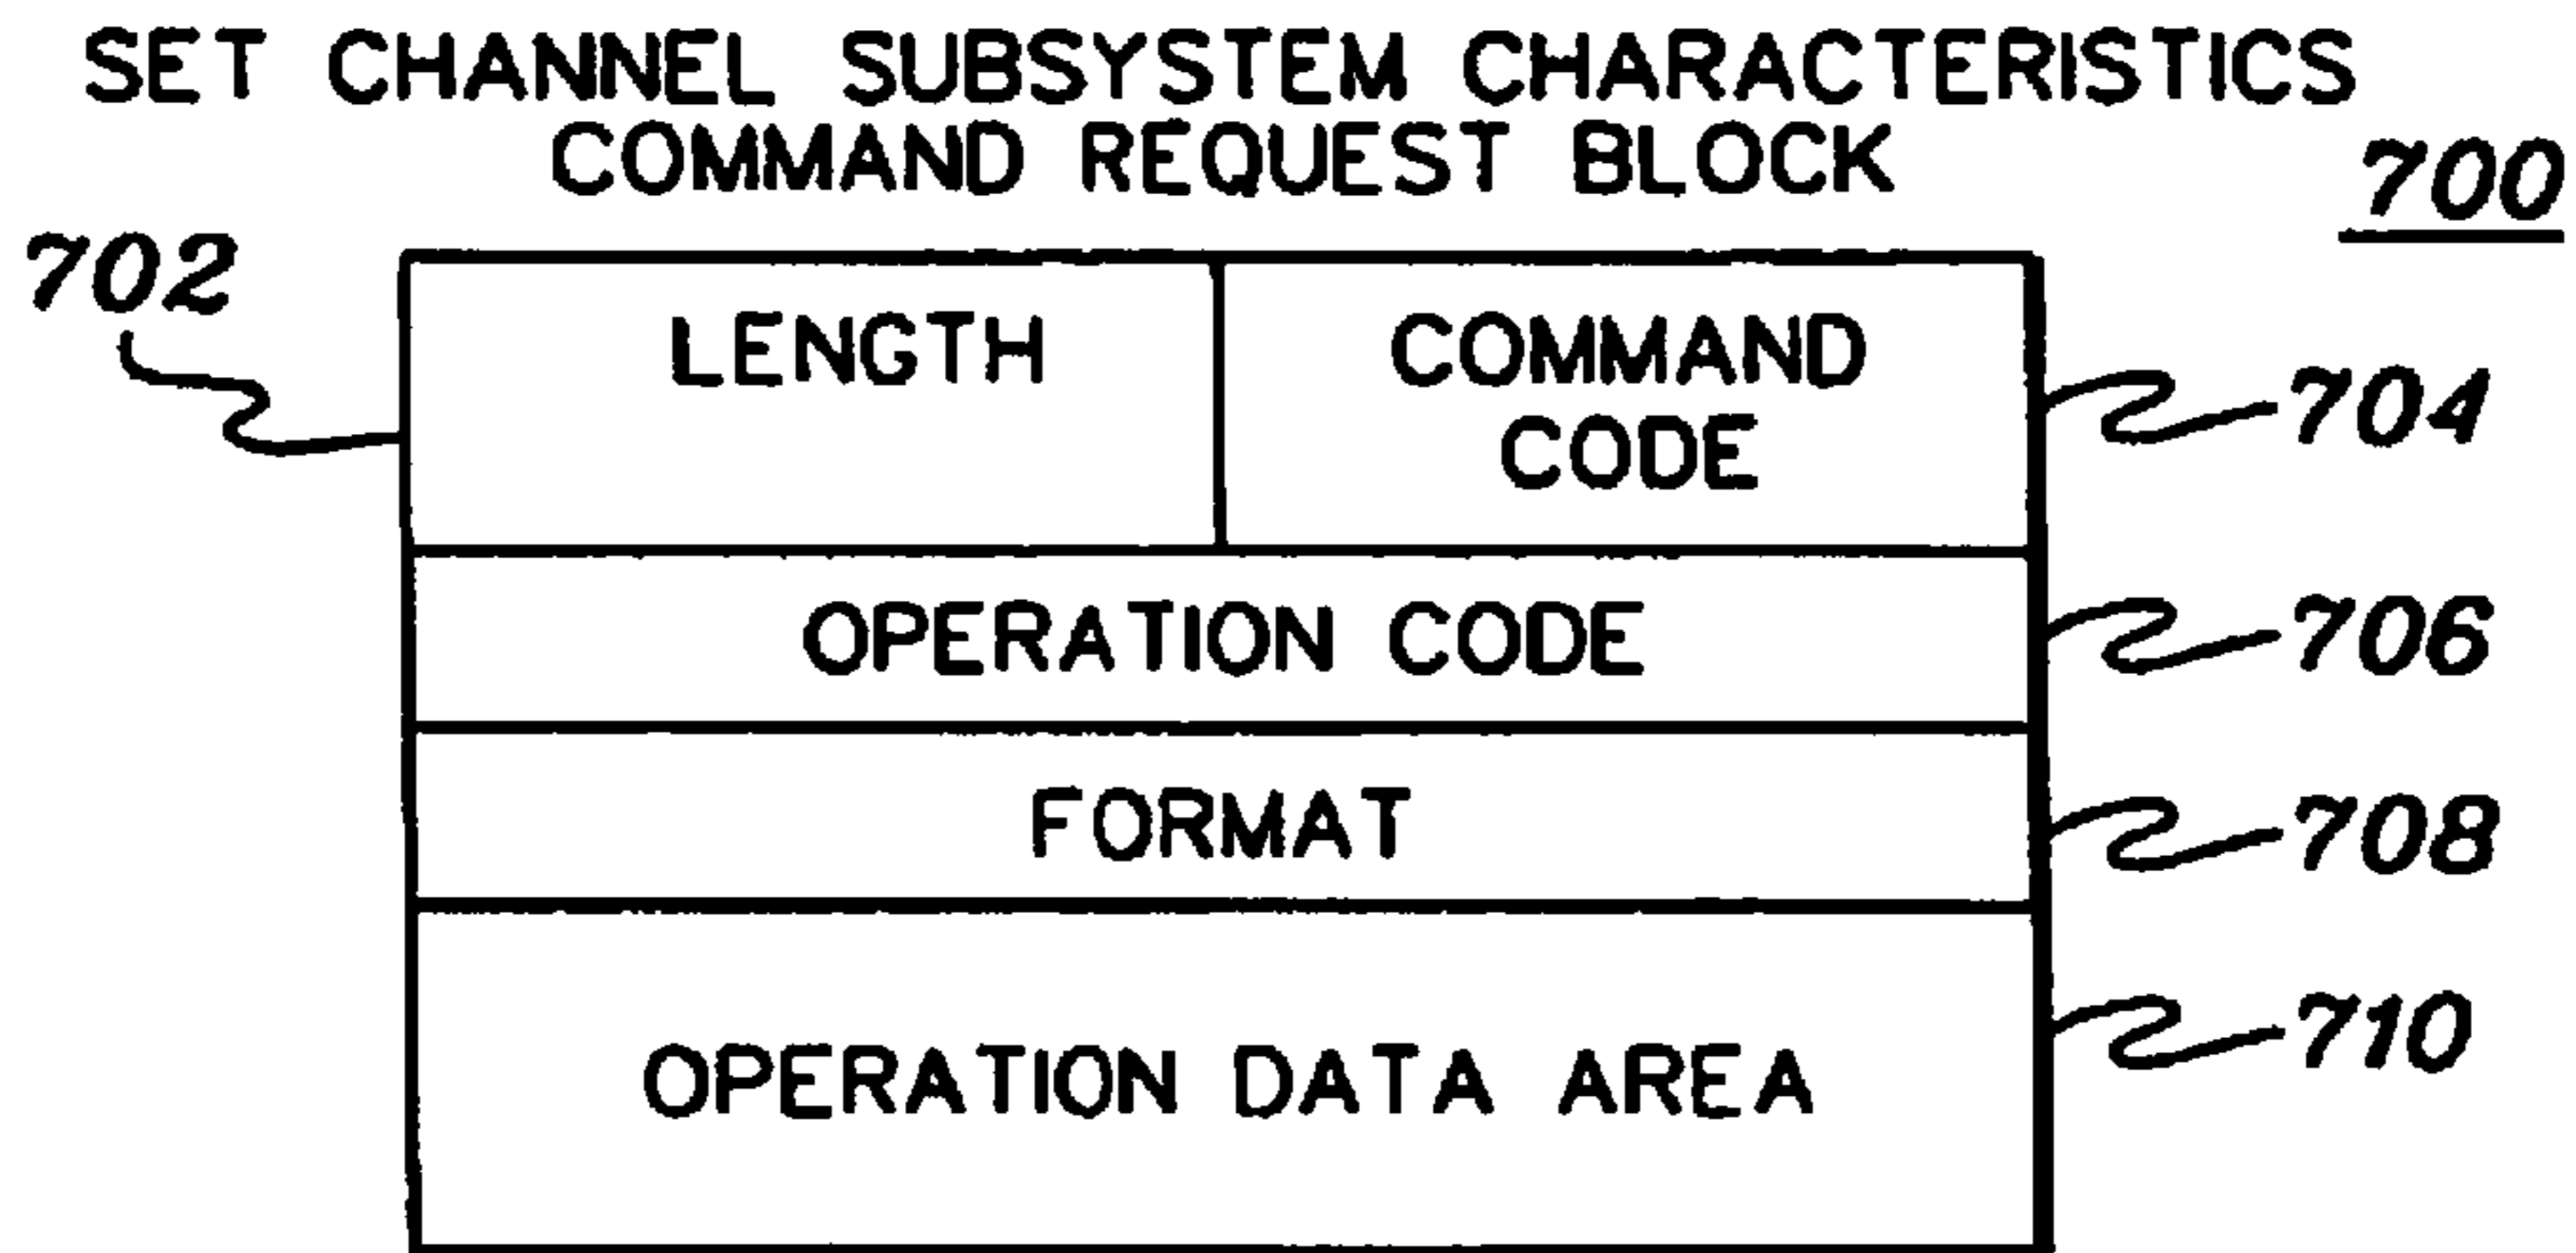 SET CHANNEL SUBSYSTEM CHARACTERISTICS
COMMAND REQUEST BLOCK
700
702
LENGTH
COMMAND
CODE
704
OPERATION CODE
706
FORMAT
708
OPERATION DATA AREA
710